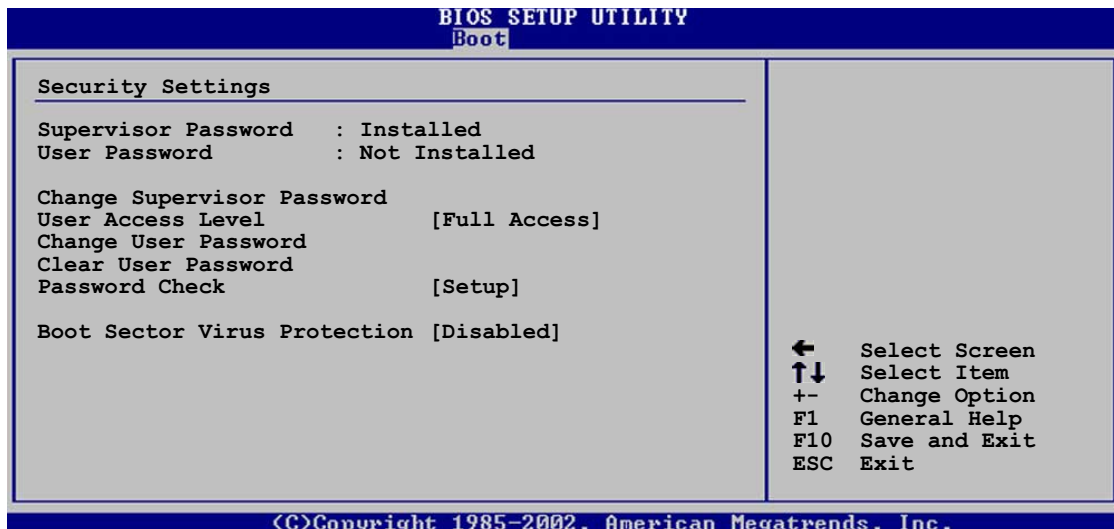 BIOS SETUP UTILITY
Boot
Security Settings
Supervisor Password : Installed
User Password : Not Installed
Change Supervisor Password
User Access Level [Full Access]
Change User Password
Clear User Password
Password Check [Setup]
Boot Sector Virus Protection [Disabled]
← Select Screen
↑↓ Select Item
+- Change Option
F1 General Help
F10 Save and Exit
ESC Exit
(C)Copyright 1985-2002, American Megatrends, Inc.